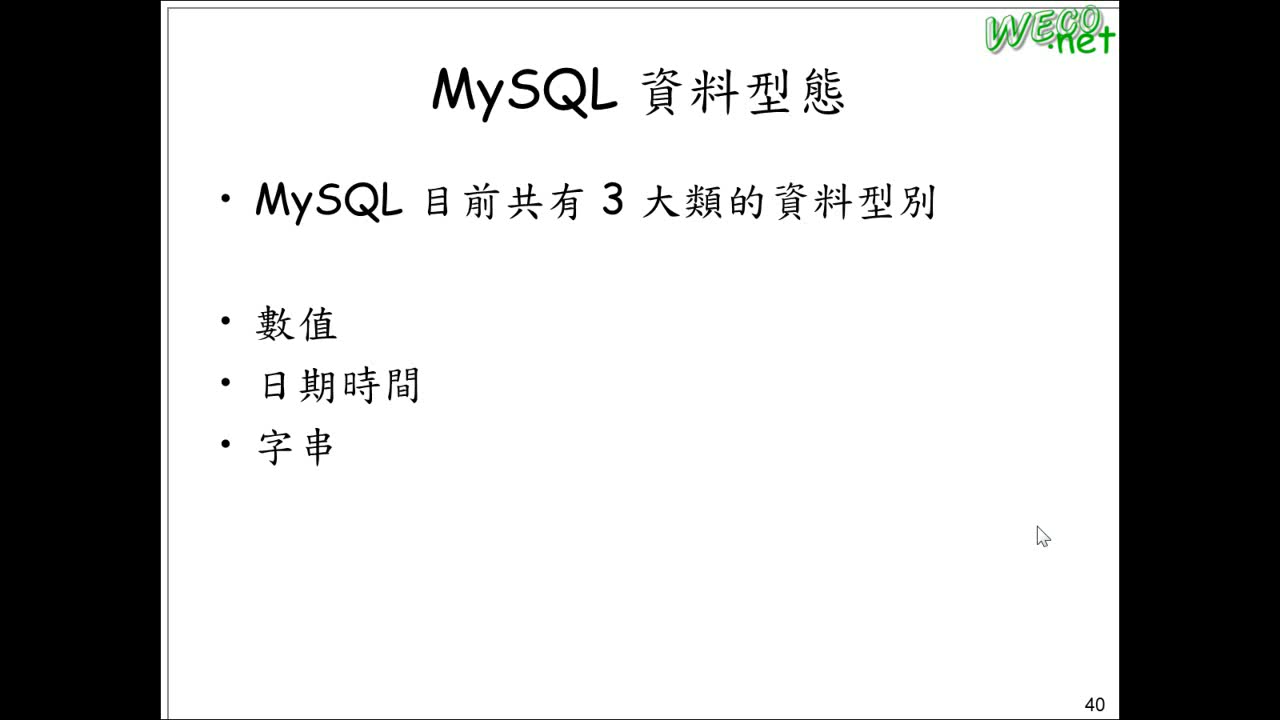 WECO
.net
MySQL 資料型態
• MySQL 目前共有 3 大類的資料型別
• 數值
• 日期時間
• 字串
40